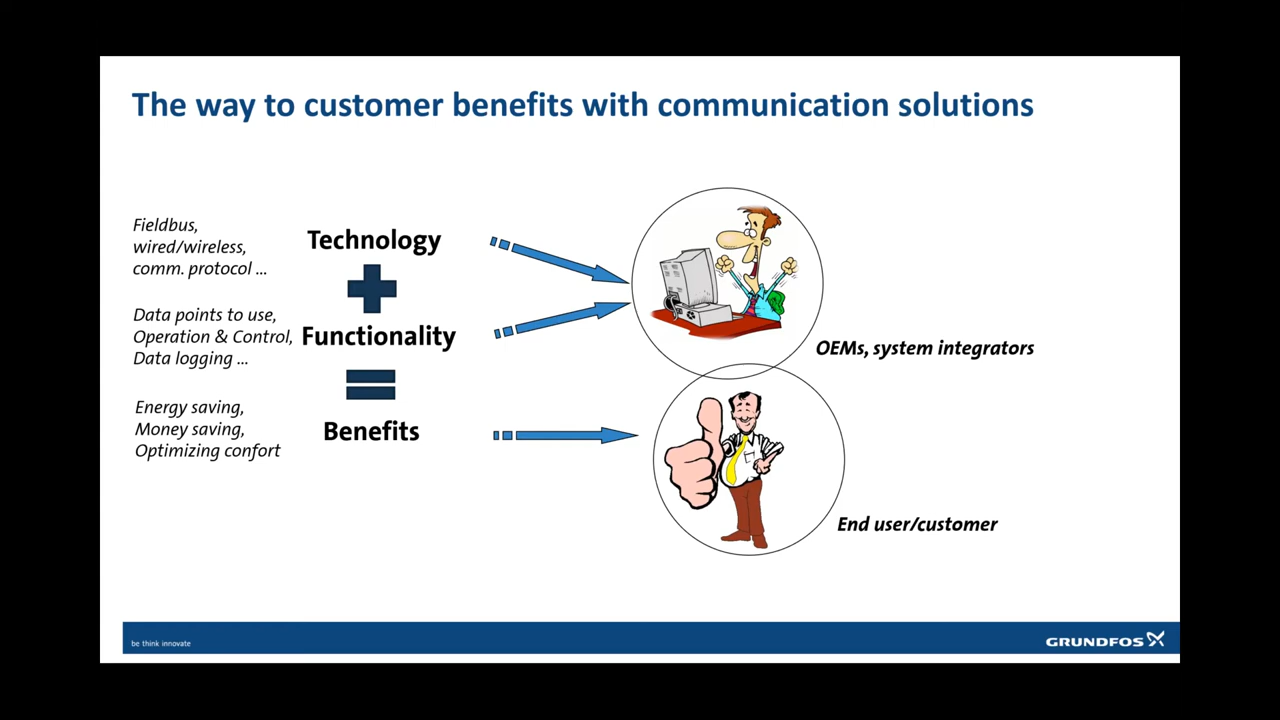 The way to customer benefits with communication solutions
Fieldbus,
wired/wireless,
comm. protocol ...
Technology
Data points to use,
Operation & Control,
Data logging ...
Functionality
Energy saving,
Money saving,
Optimizing confort
Benefits
OEMs, system integrators
End user/customer
be think innovate
GRUNDFOS